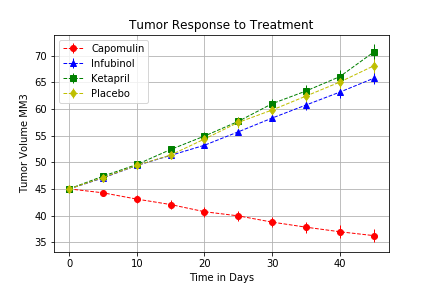 Tumor Response to Treatment
Capomulin
Infubinol
Ketapril
Placebo
Tumor Volume MM3
70
65
60
55
50
45
40
35
0 10 20 30 40
Time in Days